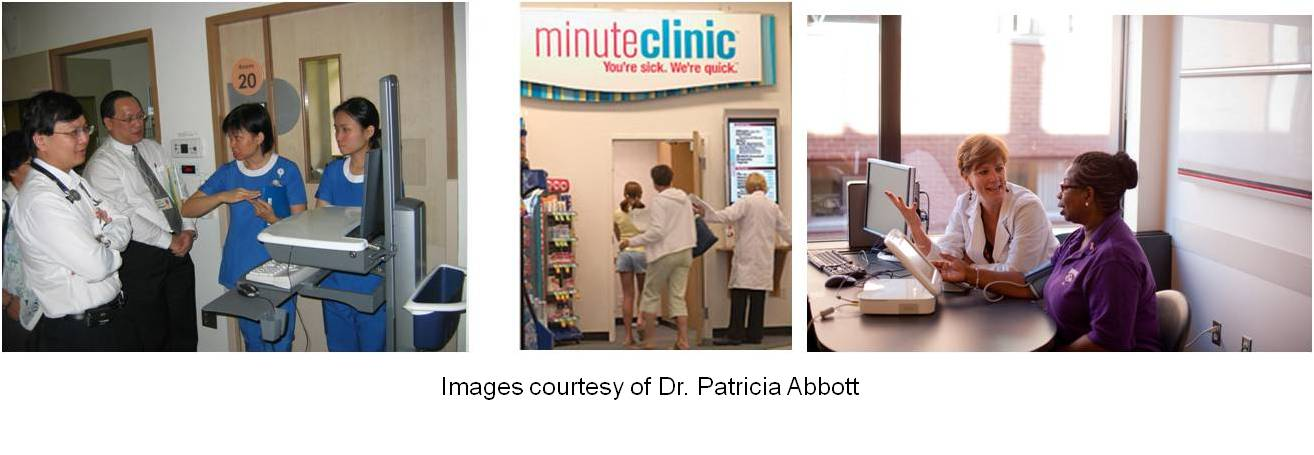 Room
20
minuteclinic
You're sick. We're quick.
Images courtesy of Dr. Patricia Abbott